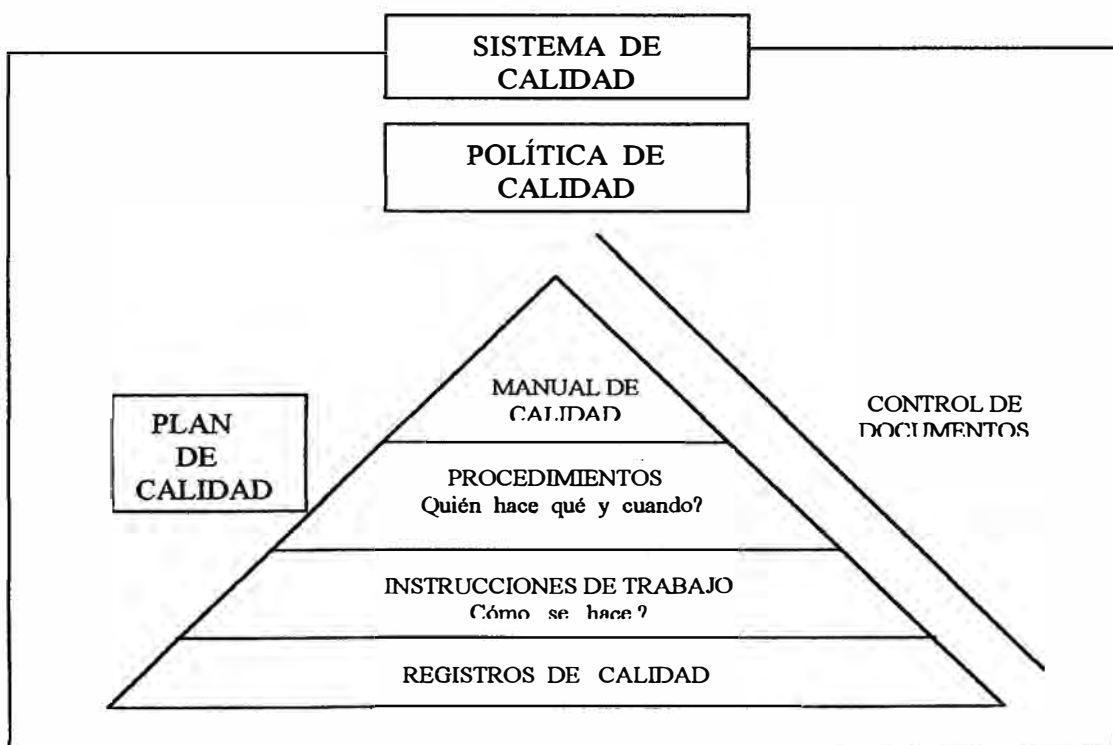 SISTEMA DE
CALIDAD
POLÍTICA DE
CALIDAD
MANUAL DE
CALIDAD
PLAN
DE
CALIDAD
CONTROL DE
DOCUMENTOS
PROCEDIMIENTOS
Quién hace qué y cuando?
INSTRUCCIONES DE TRABAJO
Cómo se hace ?
REGISTROS DE CALIDAD